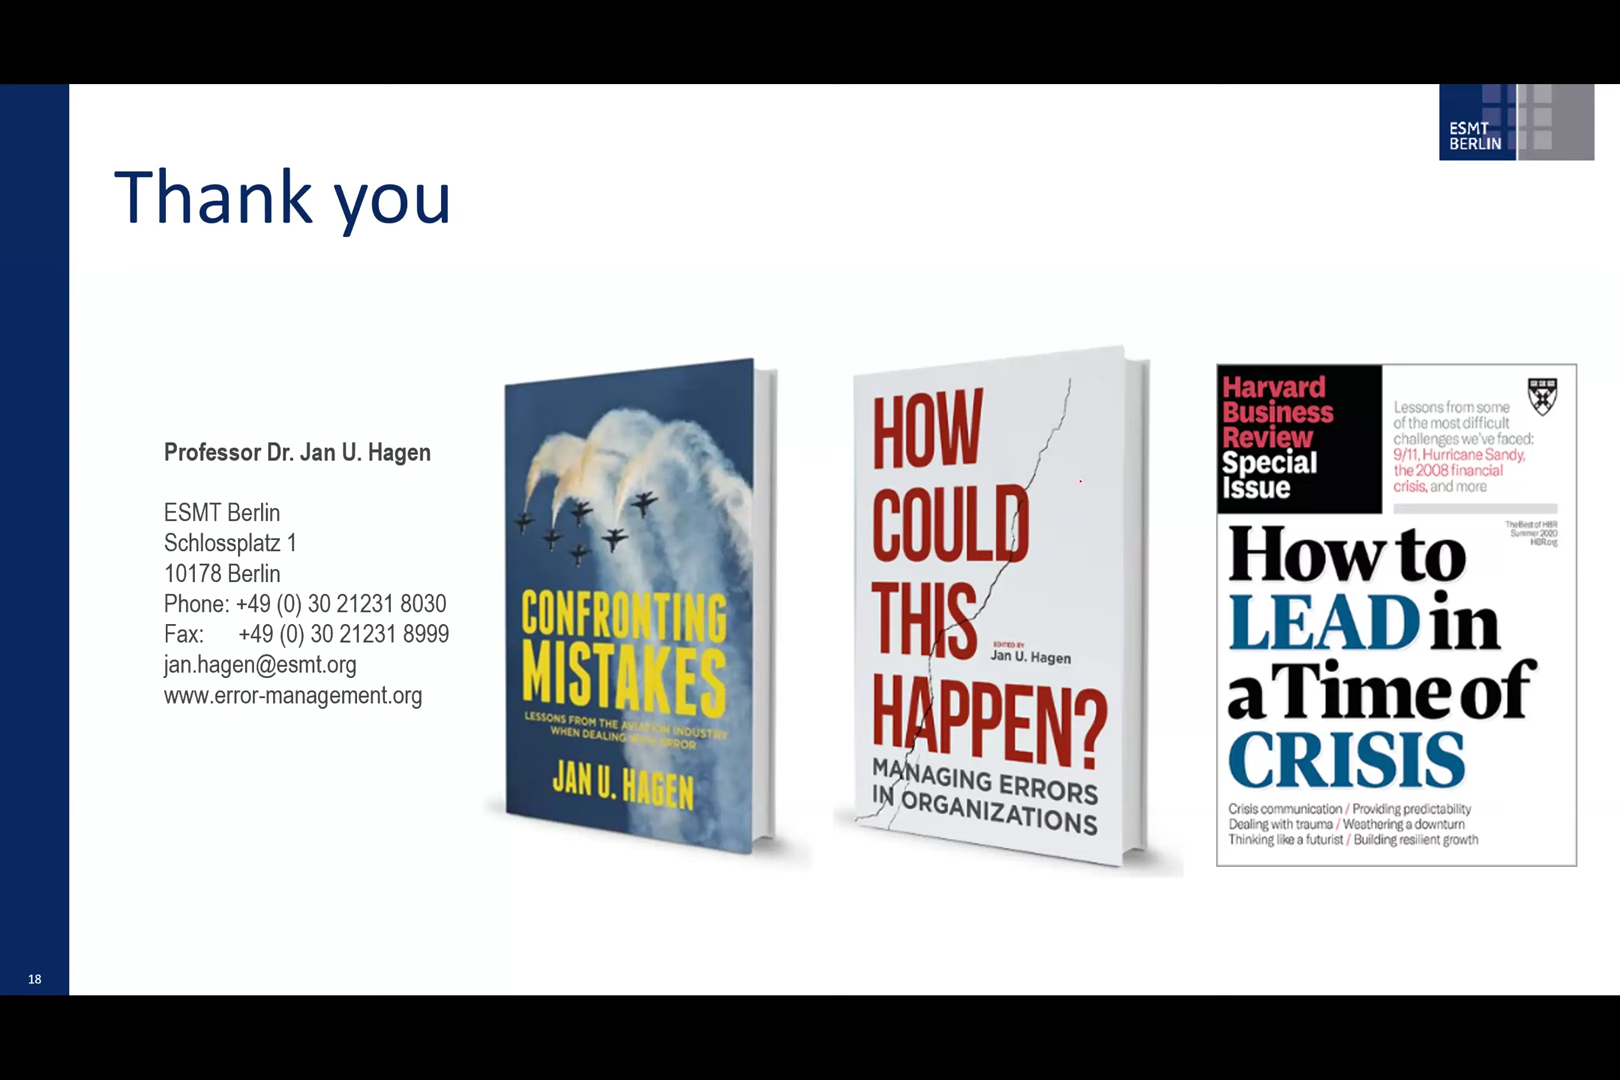 ESMT
BERLIN
Thank you
Professor Dr. Jan U. Hagen
ESMT Berlin
Schlossplatz 1
10178 Berlin
Phone: +49 (0) 30 21231 8030
Fax: +49 (0) 30 21231 8999
jan.hagen@esmt.org
www.error-management.org
CONFRONTING
MISTAKES
LESSONS FROM THE AVIATION INDUSTRY
WHEN DEALING WITH ERROR
JAN U. HAGEN
HOW
COULD
THIS
EDITED BY
Jan U. Hagen
HAPPEN?
MANAGING ERRORS
IN ORGANIZATIONS
Harvard
Business
Review
Special
Issue
Lessons from some
of the most difficult
challenges we've faced:
9/11, Hurricane Sandy,
the 2008 financial
crisis, and more
The Best of HBR
Summer 2020
HBR.org
How to
LEAD in
a Time of
CRISIS
Crisis communication / Providing predictability
Dealing with trauma / Weathering a downturn
Thinking like a futurist / Building resilient growth
18